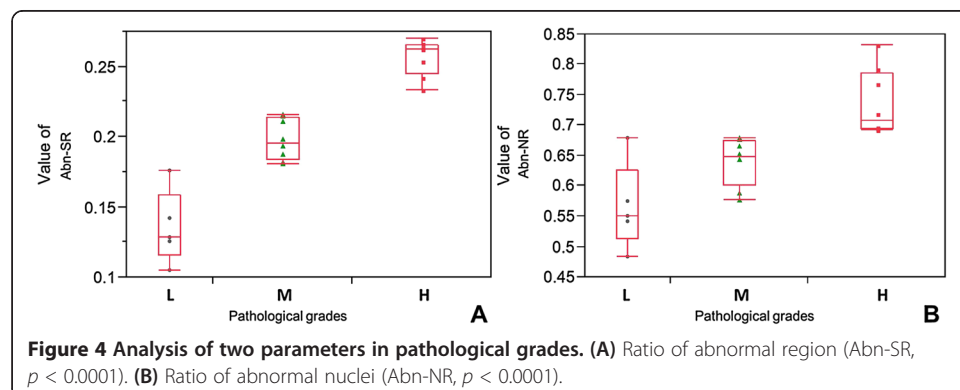 Value of
Abn-SR
0.25
0.2
0.15
0.1
L M H
Pathological grades
A
Value of
Abn-NR
0.85
0.8
0.75
0.7
0.65
0.6
0.55
0.5
0.45
L M H
Pathological grades
B
Figure 4 Analysis of two parameters in pathological grades. (A) Ratio of abnormal region (Abn-SR,
p < 0.0001). (B) Ratio of abnormal nuclei (Abn-NR, p < 0.0001).